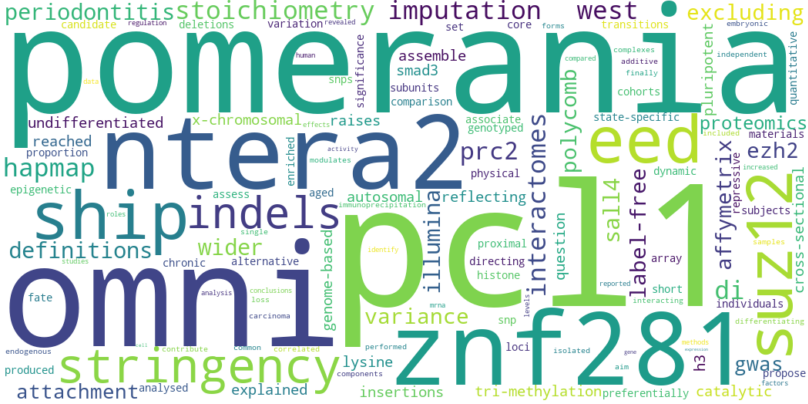 periodontitis stoichiometry imputation west excluding
candidate regulation deletions variation revealed set core forms transitions embryonic
pomerania
human significance assemble complexes independent
snps smad3 additive
subunits compared
comparison finally cohorts pluripotent quantitative
undifferentiated x-chromosomal effects raises associate state-specific proteomics
reached data genotyped polycomb eed included materials
proportion ntera2 prc2 ezh2
hapmap enriched activity modulates physical dynamic increased
epigenetic assess aged autosomal reflecting interactomes sall4 label-free affymetrix repressive
roles immunoprecipitation subjects
ship indels single illumina samples cross-sectional
definitions wider identify proximal question array suz12
studies chronic alternative directing histone short di individuals
omni pcl1
fate analysis conclusions genome-based mrna levels reported interacting
loss snp loci differentiating
endogenous carcinoma variance znf281
cell contribute common correlated performed isolated gene methods expression
produced stringency lysine components aim h3 gwas propose
attachment analysed explained insertions tri-methylation preferentially catalytic factors